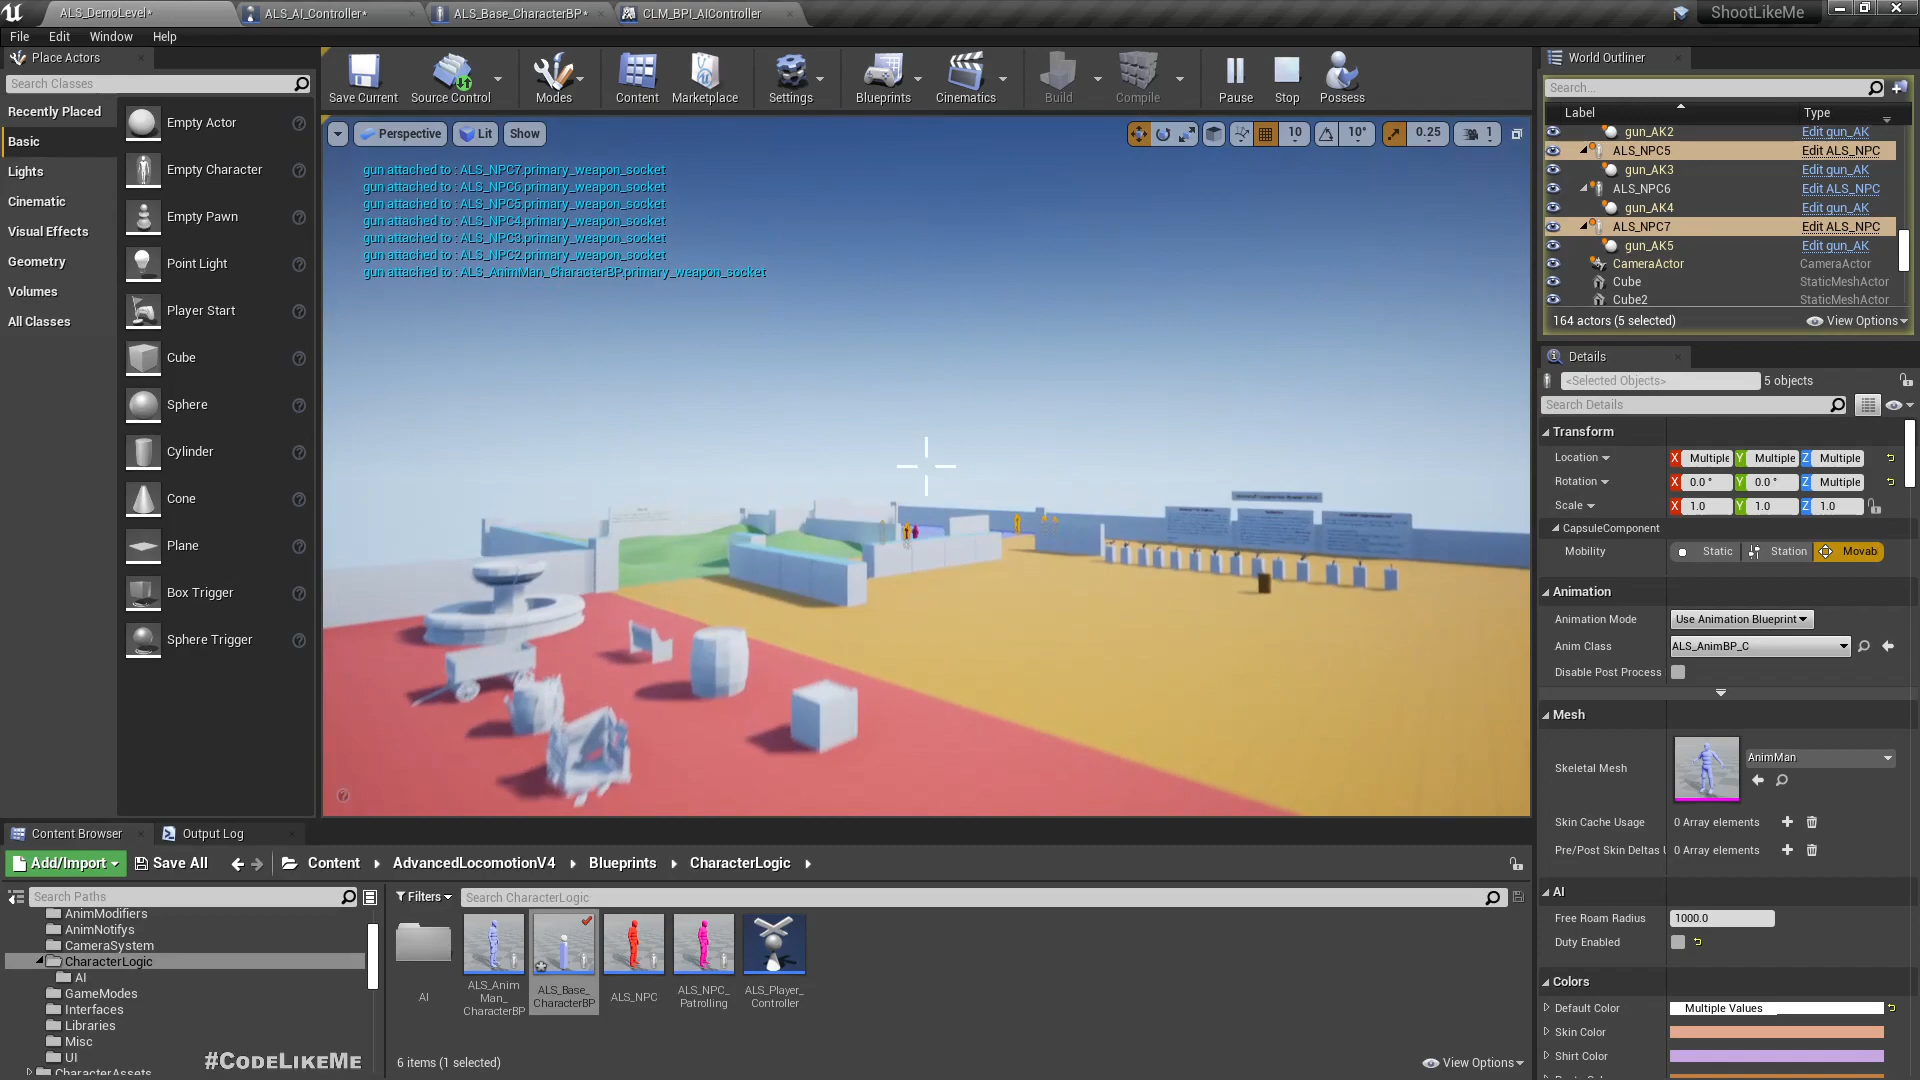 ALS_DemoLevel*
ALS_AI_Controller*
ALS_Base_CharacterBP*
CLM_BPI_AIController
ShootLikeMe
File
Edit
Window
Help
Place Actors
Search Classes
Recently Placed
Basic
Lights
Cinematic
Visual Effects
Geometry
Volumes
All Classes
Empty Actor
Empty Character
Empty Pawn
Point Light
Player Start
Cube
Sphere
Cylinder
Cone
Plane
Box Trigger
Sphere Trigger
Save Current
Source Control
Modes
Content
Marketplace
Settings
Blueprints
Cinematics
Build
Compile
Pause
Stop
Possess
Perspective
Lit
Show
10
10°
0.25
1
gun attached to : ALS_NPC7.primary_weapon_socket
gun attached to : ALS_NPC6.primary_weapon_socket
gun attached to : ALS_NPC5.primary_weapon_socket
gun attached to : ALS_NPC4.primary_weapon_socket
gun attached to : ALS_NPC3.primary_weapon_socket
gun attached to : ALS_NPC2.primary_weapon_socket
gun attached to : ALS_AnimMan_CharacterBP.primary_weapon_socket
World Outliner
Search...
Label
Type
gun_AK2 Edit gun_AK
ALS_NPC5 Edit ALS_NPC
gun_AK3 Edit gun_AK
ALS_NPC6 Edit ALS_NPC
gun_AK4 Edit gun_AK
ALS_NPC7 Edit ALS_NPC
gun_AK5 Edit gun_AK
CameraActor CameraActor
Cube StaticMeshActor
Cube2 StaticMeshActor
164 actors (5 selected)
View Options
Details
<Selected Objects>
5 objects
Search Details
Transform
Location X Multiple Y Multiple Z Multiple
Rotation X 0.0 ° Y 0.0 ° Z Multiple
Scale X 1.0 Y 1.0 Z 1.0
CapsuleComponent
Mobility Static Station Movab
Animation
Animation Mode Use Animation Blueprint
Anim Class ALS_AnimBP_C
Disable Post Process
Mesh
Skeletal Mesh AnimMan
Skin Cache Usage 0 Array elements
Pre/Post Skin Deltas U 0 Array elements
AI
Free Roam Radius 1000.0
Duty Enabled
Colors
Default Color Multiple Values
Skin Color
Shirt Color
Content Browser
Output Log
Add/Import
Save All
Content
AdvancedLocomotionV4
Blueprints
CharacterLogic
Search Paths
Filters
Search CharacterLogic
AnimModifiers
AnimNotifys
CameraSystem
CharacterLogic
AI
GameModes
Interfaces
Libraries
Misc
UI
CharacterAssets
#CodeLikeMe
AI
ALS_Anim
Man_
CharacterBP
ALS_Base_
CharacterBP
ALS_NPC
ALS_NPC_
Patrolling
ALS_Player_
Controller
6 items (1 selected)
View Options